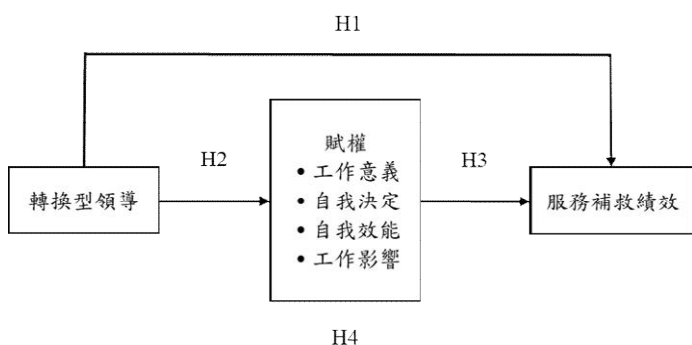 H1
賦權
H2
• 工作意義
H3
轉換型領導
• 自我決定
服務補救績效
• 自我效能
• 工作影響
H4